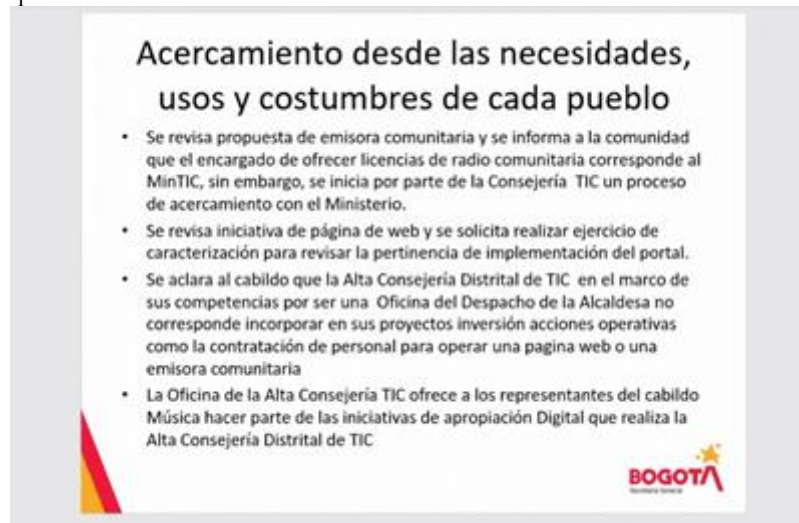 Acercamiento desde las necesidades,
usos y costumbres de cada pueblo
• Se revisa propuesta de emisora comunitaria y se informa a la comunidad
que el encargado de ofrecer licencias de radio comunitaria corresponde al
MinTIC, sin embargo, se inicia por parte de la Consejería TIC un proceso
de acercamiento con el Ministerio.
• Se revisa iniciativa de página de web y se solicita realizar ejercicio de
caracterización para revisar la pertinencia de implementación del portal.
• Se aclara al cabildo que la Alta Consejería Distrital de TIC en el marco de
sus competencias por ser una Oficina del Despacho de la Alcaldesa no
corresponde incorporar en sus proyectos inversión acciones operativas
como la contratación de personal para operar una pagina web o una
emisora comunitaria
• La Oficina de la Alta Consejería TIC ofrece a los representantes del cabildo
Música hacer parte de las iniciativas de apropiación Digital que realiza la
Alta Consejería Distrital de TIC
BOGOTA